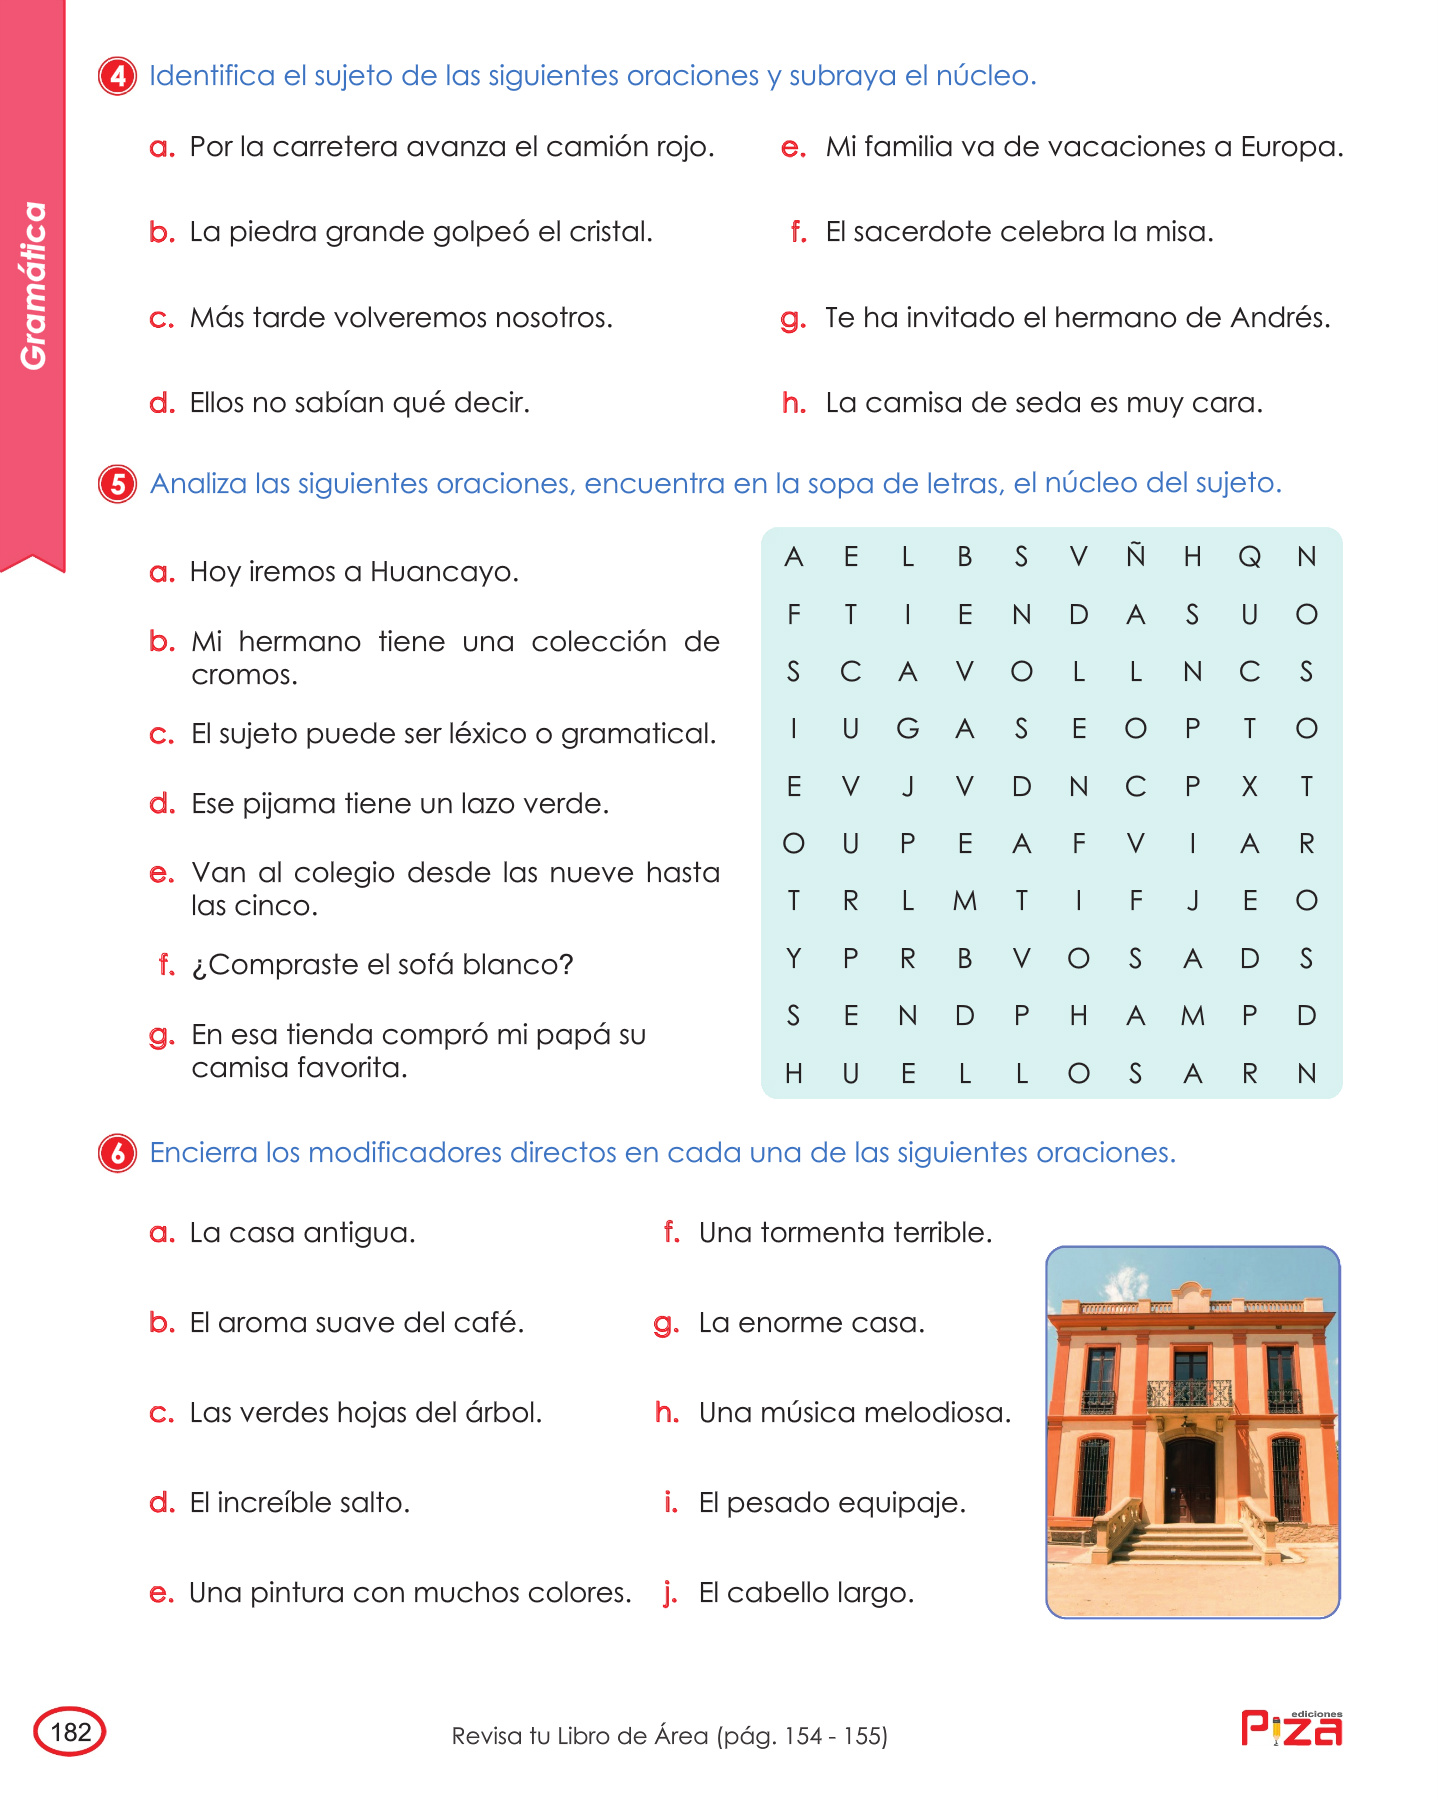 Gramática
4 Identifica el sujeto de las siguientes oraciones y subraya el núcleo.
a. Por la carretera avanza el camión rojo.
b. La piedra grande golpeó el cristal.
c. Más tarde volveremos nosotros.
d. Ellos no sabían qué decir.
e. Mi familia va de vacaciones a Europa.
f. El sacerdote celebra la misa.
g. Te ha invitado el hermano de Andrés.
h. La camisa de seda es muy cara.
5 Analiza las siguientes oraciones, encuentra en la sopa de letras, el núcleo del sujeto.
a. Hoy iremos a Huancayo.
b. Mi hermano tiene una colección de
cromos.
c. El sujeto puede ser léxico o gramatical.
d. Ese pijama tiene un lazo verde.
e. Van al colegio desde las nueve hasta
las cinco.
f. ¿Compraste el sofá blanco?
g. En esa tienda compró mi papá su
camisa favorita.
A E L B S V Ñ H Q N
F T I E N D A S U O
S C A V O L L N C S
I U G A S E O P T O
E V J V D N C P X T
O U P E A F V I A R
T R L M T I F J E O
Y P R B V O S A D S
S E N D P H A M P D
H U E L L O S A R N
6 Encierra los modificadores directos en cada una de las siguientes oraciones.
a. La casa antigua.
b. El aroma suave del café.
c. Las verdes hojas del árbol.
d. El increíble salto.
e. Una pintura con muchos colores.
f. Una tormenta terrible.
g. La enorme casa.
h. Una música melodiosa.
i. El pesado equipaje.
j. El cabello largo.
182
Revisa tu Libro de Área (pág. 154 - 155)
ediciones
Piza